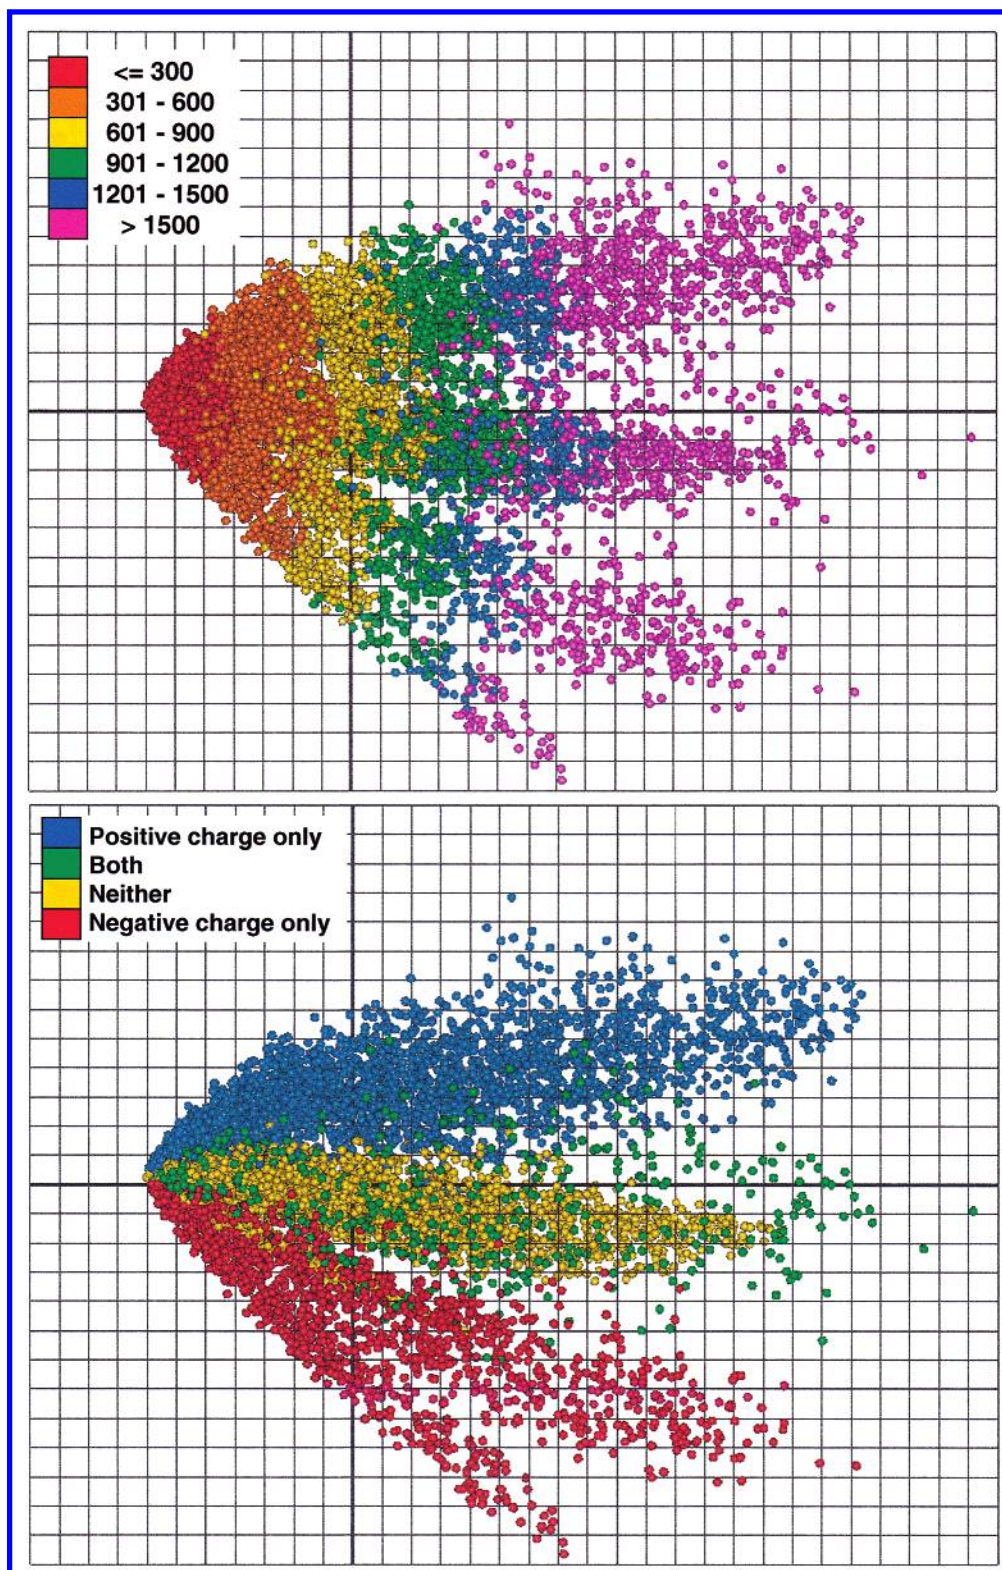 <= 300
301 - 600
601 - 900
901 - 1200
1201 - 1500
> 1500
Positive charge only
Both
Neither
Negative charge only